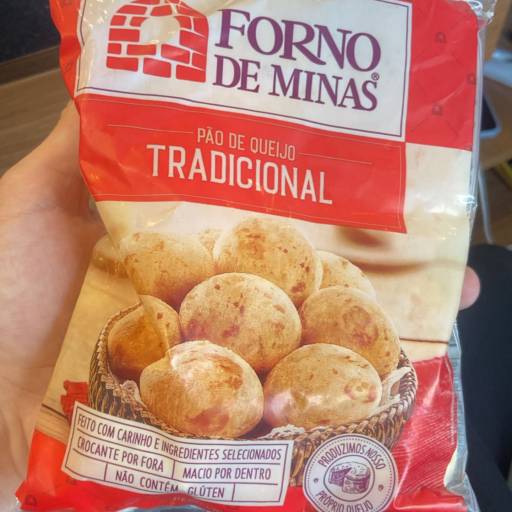 FORNO
DE MINAS®
PÃO DE QUEIJO
TRADICIONAL
FEITO COM CARINHO E INGREDIENTES SELECIONADOS
CROCANTE POR FORA MACIO POR DENTRO
NÃO CONTÉM GLÚTEN
PRODUZIMOS NOSSO
PRÓPRIO QUEIJO